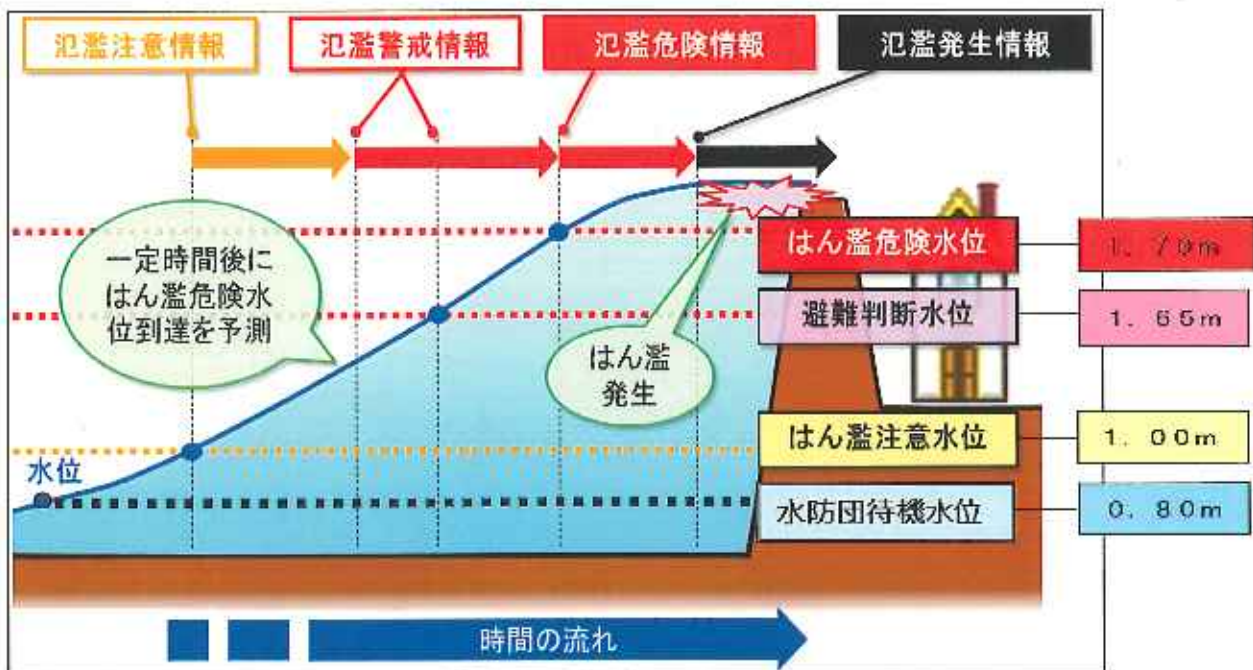 氾濫注意情報
氾濫警戒情報
氾濫危険情報
氾濫発生情報
一定時間後に
はん濫危険水
位到達を予測
はん濫
発生
はん濫危険水位
1.70m
避難判断水位
1.65m
はん濫注意水位
1.00m
水位
水防団待機水位
0.80m
時間の流れ